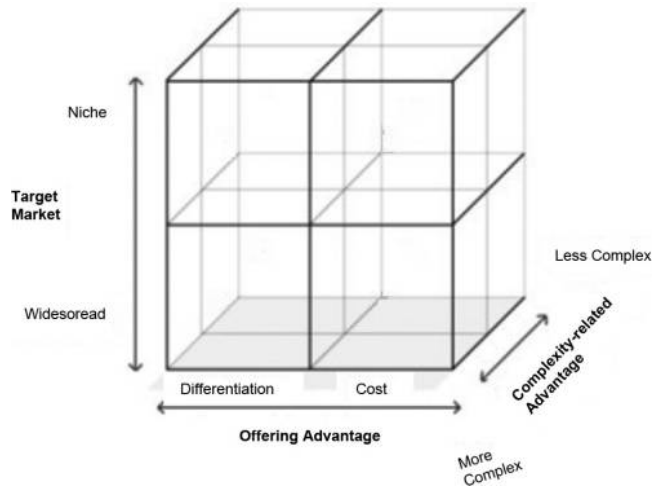 Niche
Target
Market
Widesoread
Less Complex
Complexity-related
Advantage
Differentiation
Cost
Offering Advantage
More
Complex